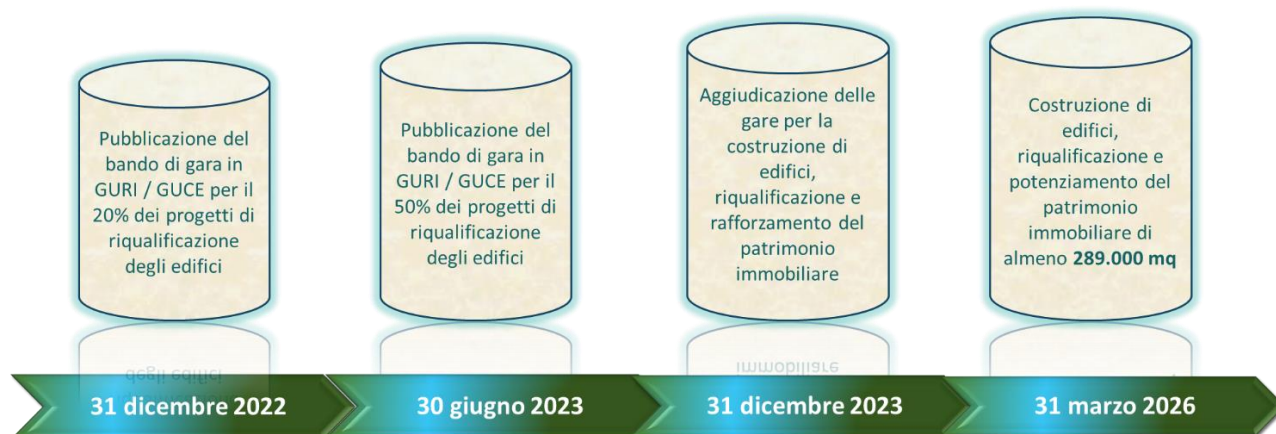 Pubblicazione del
bando di gara in
GURI / GUCE per il
20% dei progetti di
riqualificazione
degli edifici
Pubblicazione del
bando di gara in
GURI / GUCE per il
50% dei progetti di
riqualificazione
degli edifici
Aggiudicazione delle
gare per la
costruzione di
edifici,
riqualificazione e
rafforzamento del
patrimonio
immobiliare
Costruzione di
edifici,
riqualificazione e
potenziamento del
patrimonio
immobiliare di
almeno 289.000 mq
31 dicembre 2022
30 giugno 2023
31 dicembre 2023
31 marzo 2026